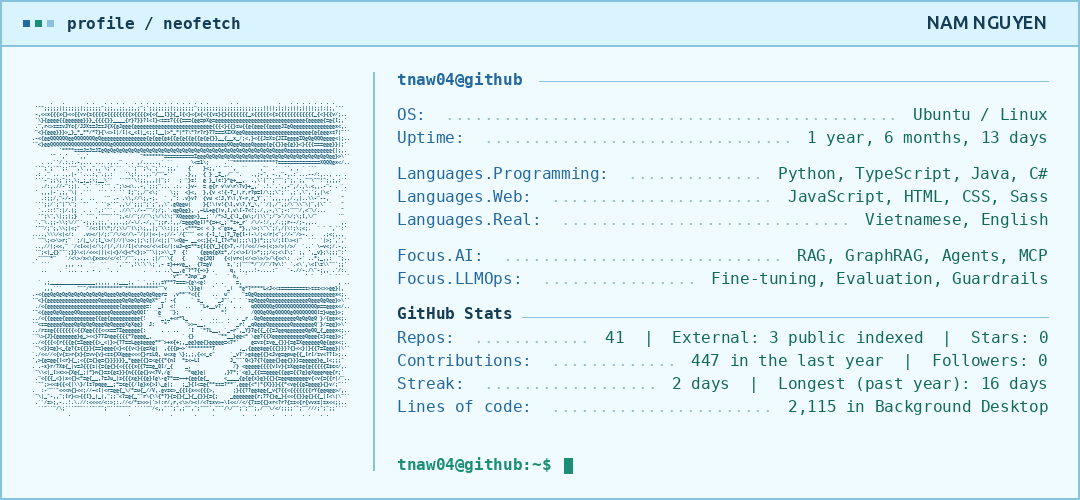 profile / neofetch
NAM NGUYEN
tnaw04@github
OS: Ubuntu / Linux
Uptime: 1 year, 6 months, 13 days
Languages.Programming: Python, TypeScript, Java, C#
Languages.Web: JavaScript, HTML, CSS, Sass
Languages.Real: Vietnamese, English
Focus.AI: RAG, GraphRAG, Agents, MCP
Focus.LLMOps: Fine-tuning, Evaluation, Guardrails
GitHub Stats
Repos: 41 | External: 3 public indexed | Stars: 0
Contributions: 447 in the last year | Followers: 0
Streak: 2 days | Longest (past year): 16 days
Lines of code: 2,115 in Background Desktop
tnaw04@github:~$